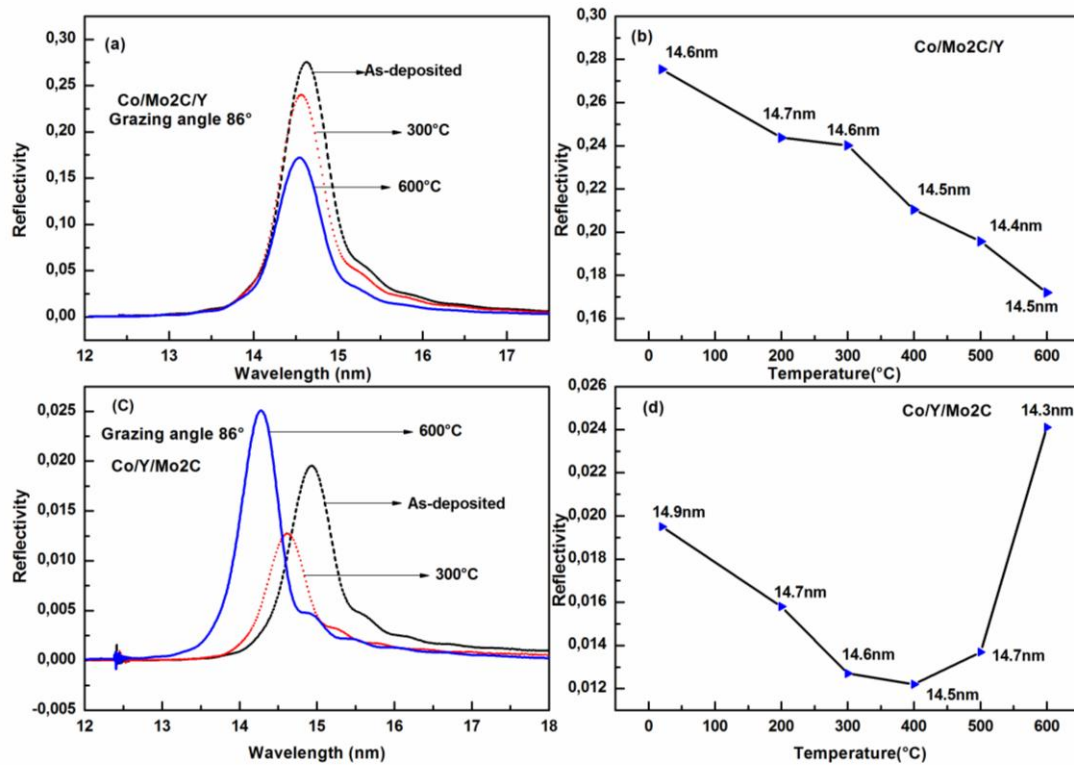 (a)
Co/Mo2C/Y
Grazing angle 86°
As-deposited
300°C
600°C
0,30
0,25
0,20
0,15
0,10
0,05
0,00
Reflectivity
12 13 14 15 16 17
Wavelength (nm)
(b)
Co/Mo2C/Y
14.6nm
14.7nm
14.6nm
14.5nm
14.4nm
14.5nm
0,30
0,28
0,26
0,24
0,22
0,20
0,18
0,16
Reflectivity
0 100 200 300 400 500 600
Temperature(°C)
(C)
Grazing angle 86°
Co/Y/Mo2C
600°C
As-deposited
300°C
0,025
0,020
0,015
0,010
0,005
0,000
-0,005
Reflectivity
12 13 14 15 16 17 18
Wavelength (nm)
(d)
Co/Y/Mo2C
14.3nm
14.9nm
14.7nm
14.6nm
14.5nm
14.7nm
0,026
0,024
0,022
0,020
0,018
0,016
0,014
0,012
Reflectivity
0 100 200 300 400 500 600
Temperature(°C)